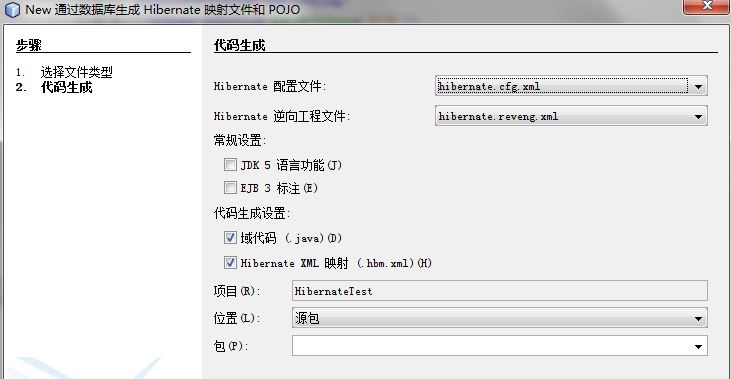 New 通过数据库生成 Hibernate 映射文件和 POJO
步骤
1. 选择文件类型
2. 代码生成
代码生成
Hibernate 配置文件: hibernate.cfg.xml
Hibernate 逆向工程文件: hibernate.reveng.xml
常规设置:
JDK 5 语言功能(J)
EJB 3 标注(E)
代码生成设置:
域代码 (.java)(D)
Hibernate XML 映射 (.hbm.xml)(H)
项目(R): HibernateTest
位置(L): 源包
包(P):